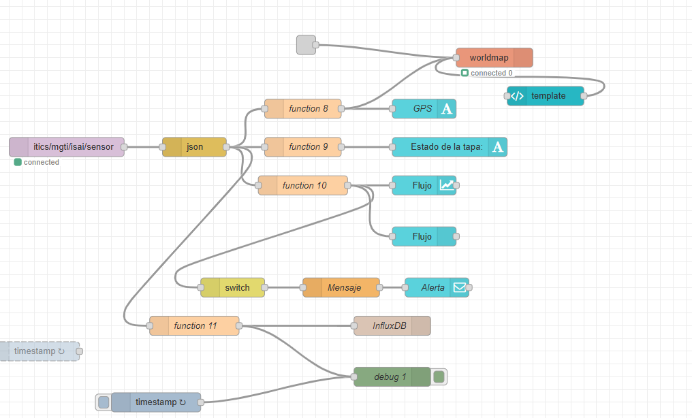 worldmap
connected 0
template
function 8
GPS
ltics/mgti/isai/sensor
connected
json
function 9
Estado de la tapa:
function 10
Flujo
Flujo
switch
Mensaje
Alerta
function 11
InfluxDB
timestamp ↻
debug 1
timestamp ↻